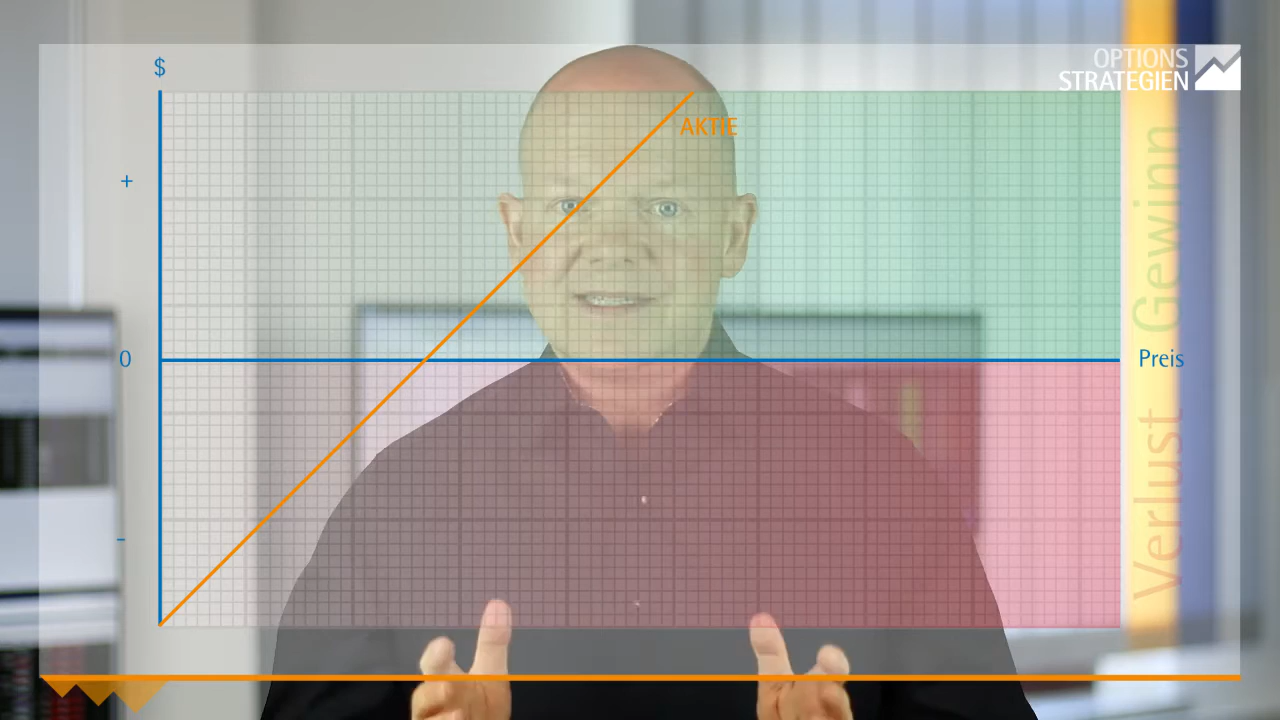 $
OPTIONS
STRATEGIEN
AKTIE
+
Gewinn
0
Preis
Verlust
-